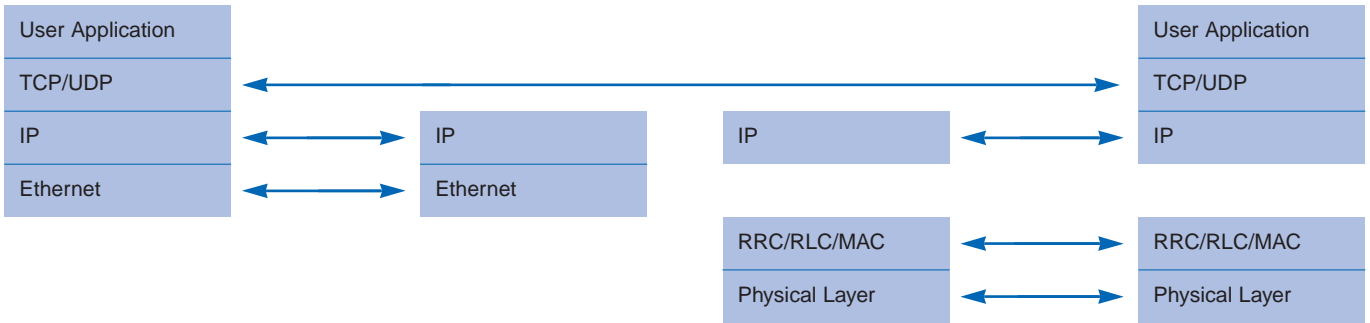 User Application
TCP/UDP
IP
Ethernet
IP
Ethernet
IP
RRC/RLC/MAC
Physical Layer
User Application
TCP/UDP
IP
RRC/RLC/MAC
Physical Layer